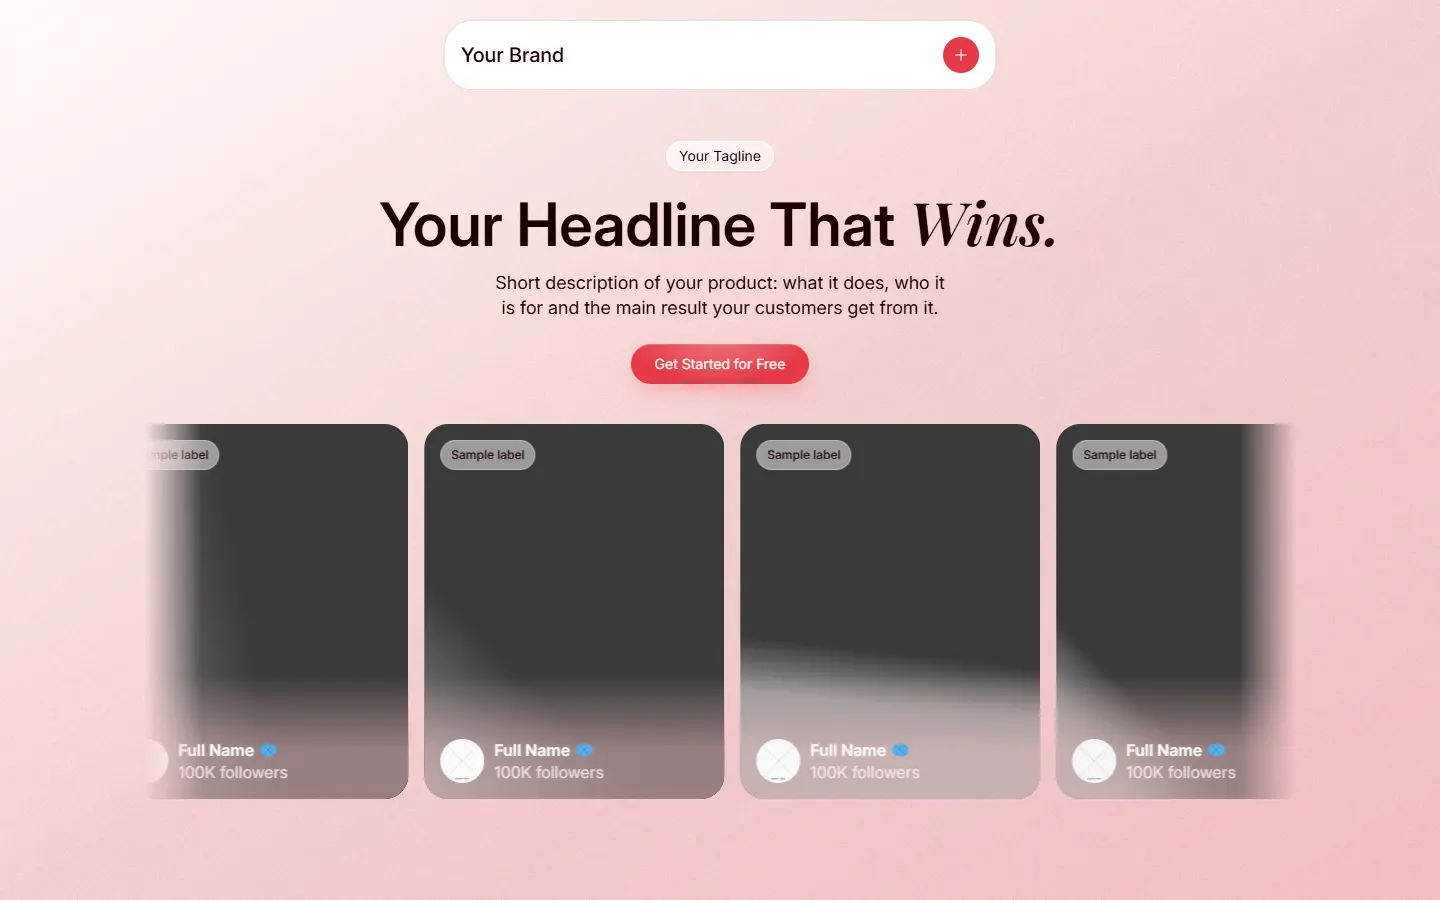 Your Brand
Your Tagline
Your Headline That Wins.
Short description of your product: what it does, who it
is for and the main result your customers get from it.
Get Started for Free
label
Sample label
Sample label
Sample label
Full Name
100K followers
Full Name
100K followers
Full Name
100K followers
Full Name
100K followers